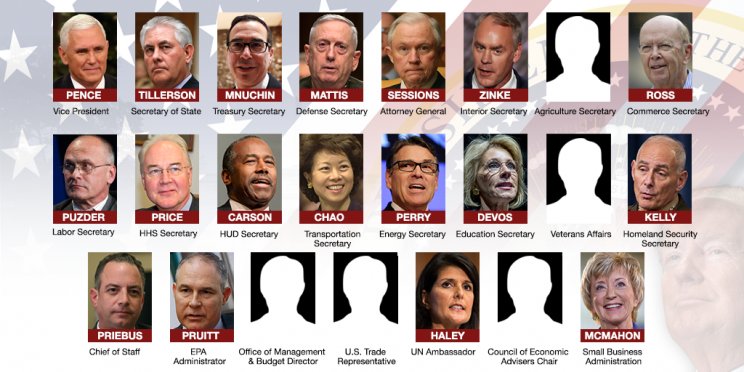 PENCE TILLERSON MNUCHIN MATTIS SESSIONS ZINKE ROSS
Vice President Secretary of State Treasury Secretary Defense Secretary Attorney General Interior Secretary Agriculture Secretary Commerce Secretary
PUZDER PRICE CARSON CHAO PERRY DEVOS KELLY
Labor Secretary HHS Secretary HUD Secretary Transportation Energy Secretary Education Secretary Veterans Affairs Homeland Security
Secretary Secretary
PRIEBUS PRUITT HALEY MCMAHON
Chief of Staff EPA Office of Management U.S. Trade UN Ambassador Council of Economic Small Business
Administrator & Budget Director Representative Advisers Chair Administration